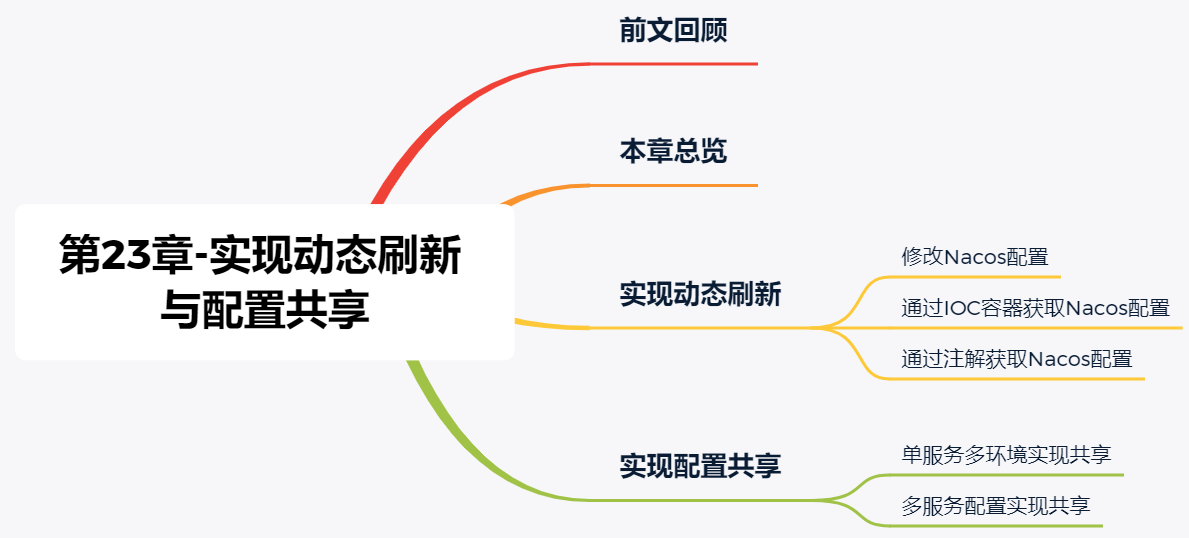 前文回顾
本章总览
第23章-实现动态刷新
与配置共享
实现动态刷新
修改Nacos配置
通过IOC容器获取Nacos配置
通过注解获取Nacos配置
实现配置共享
单服务多环境实现共享
多服务配置实现共享